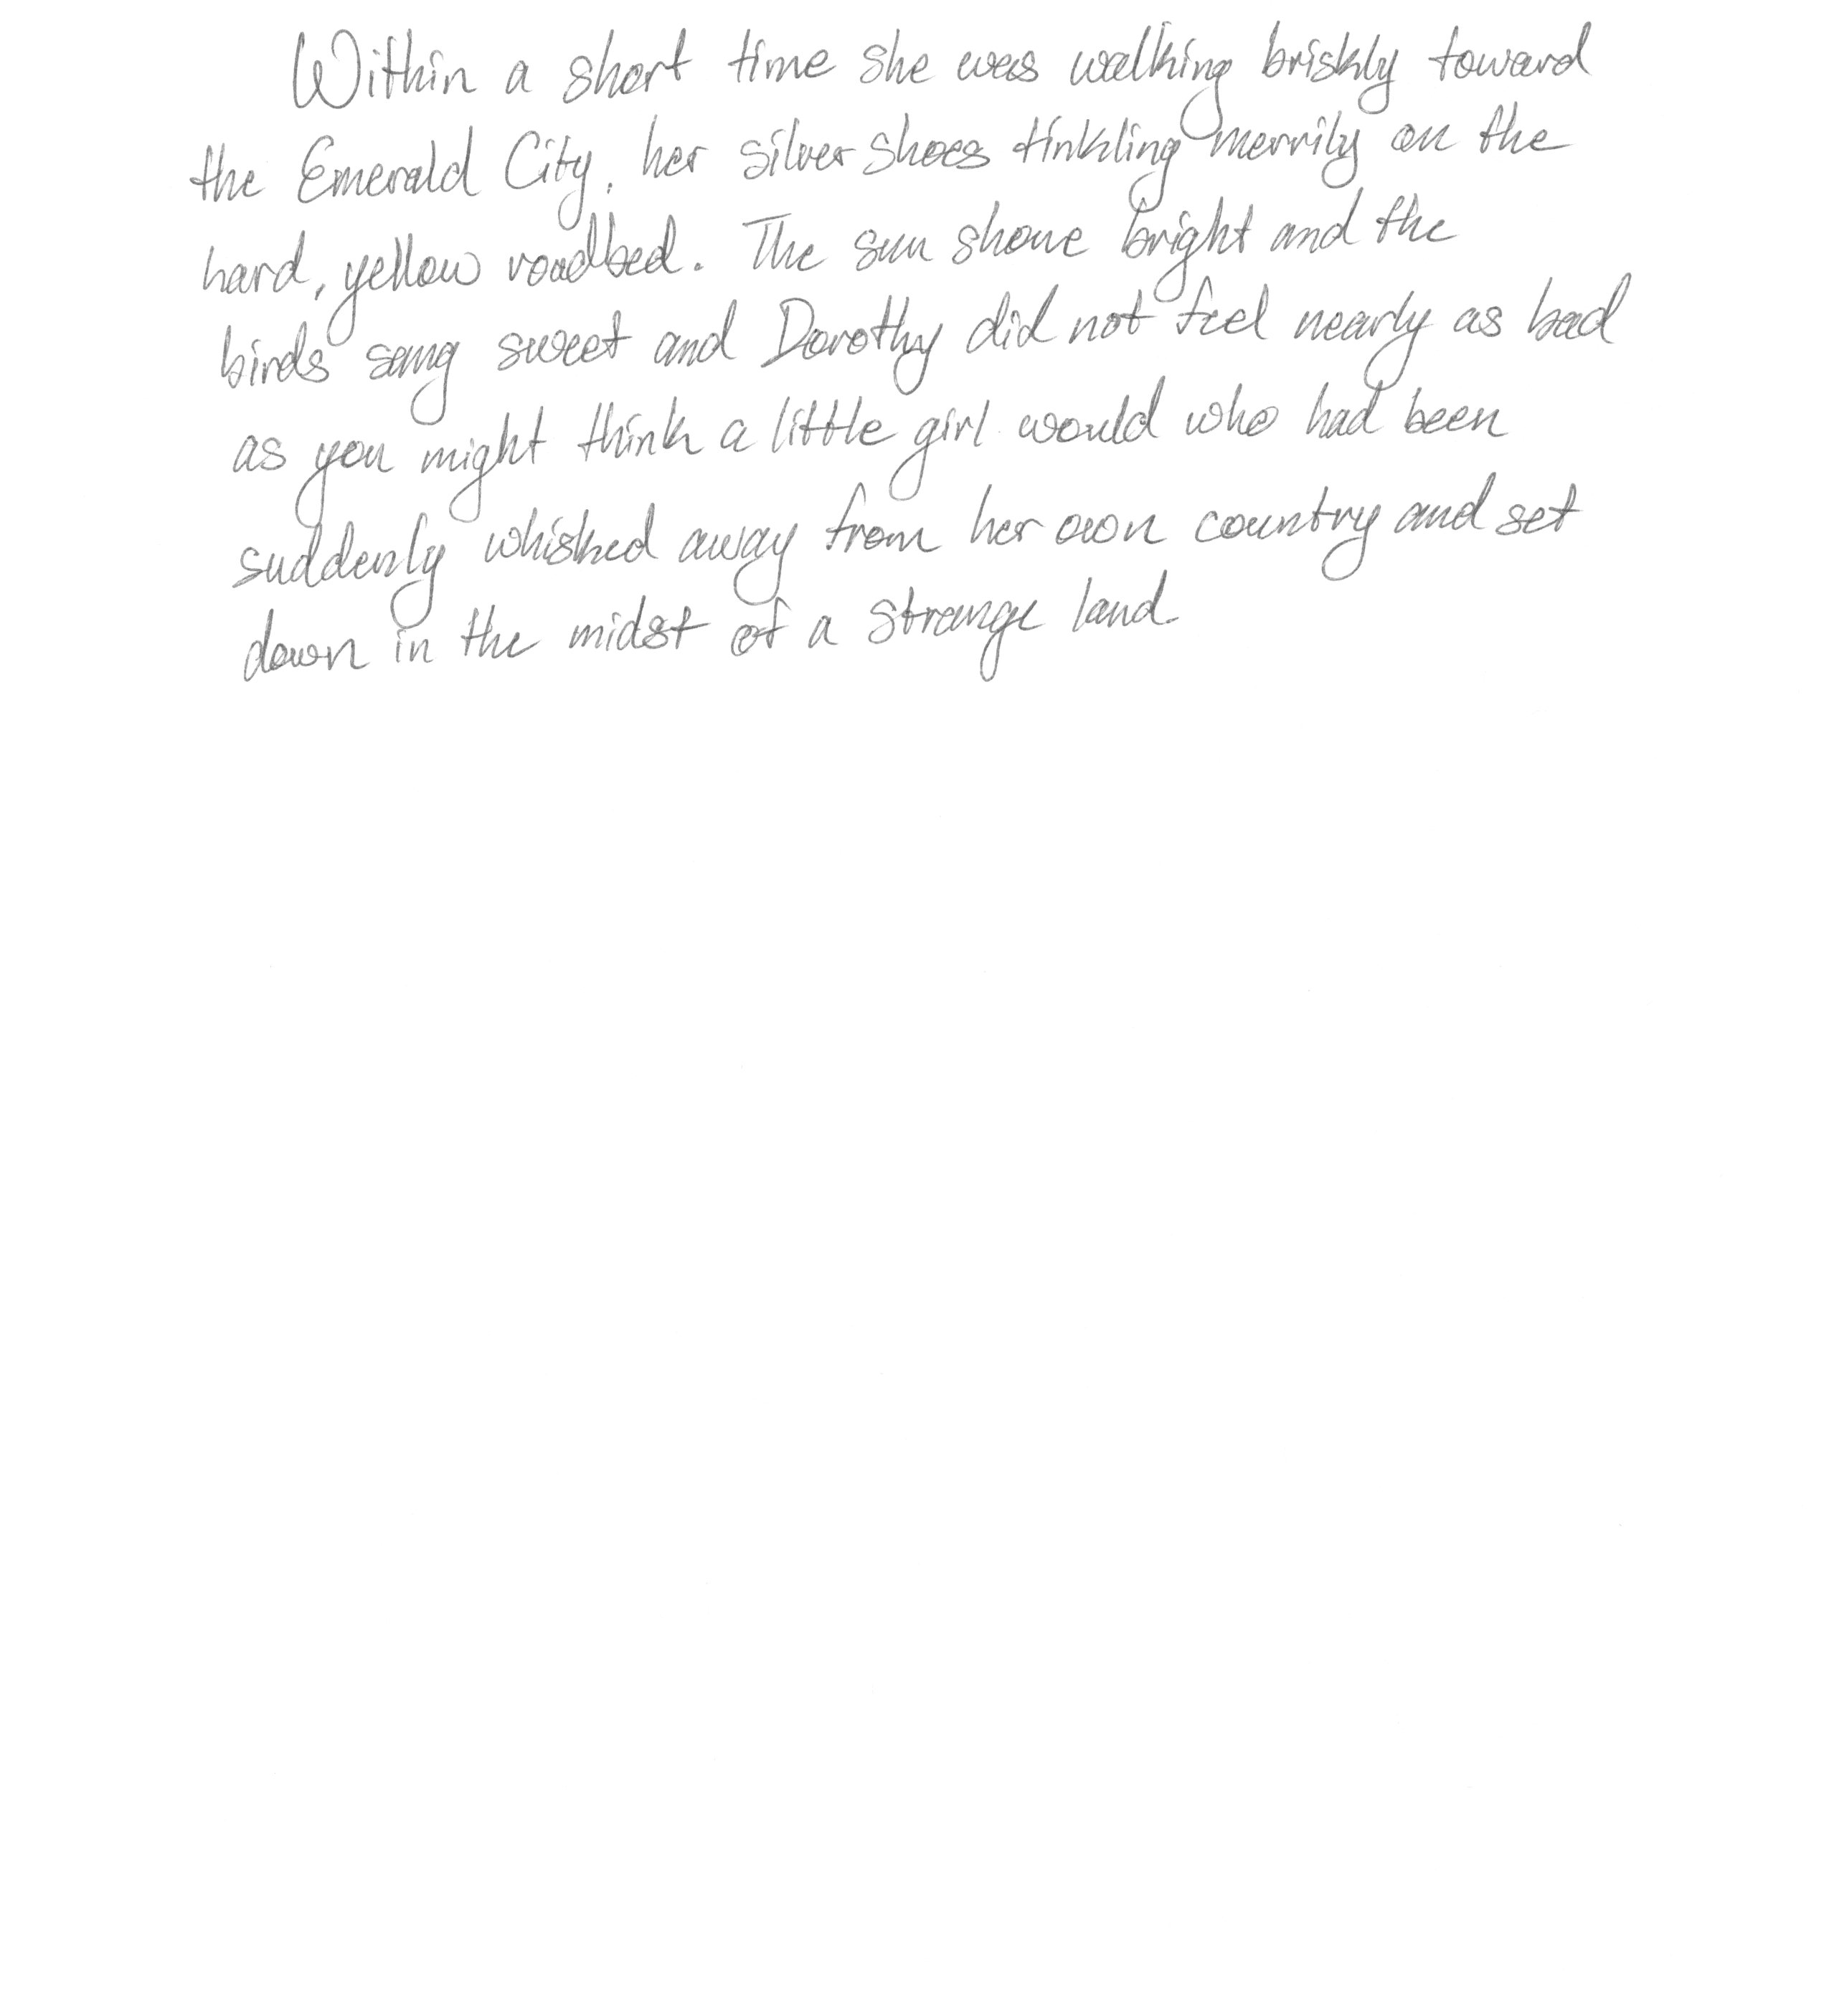 Within a short time she was walking briskly toward
the Emerald City, her silver shoes tinkling merrily on the
hard, yellow roadbed. The sun shone bright and the
birds sang sweet and Dorothy did not feel nearly as bad
as you might think a little girl would who had been
suddenly whisked away from her own country and set
down in the midst of a strange land.